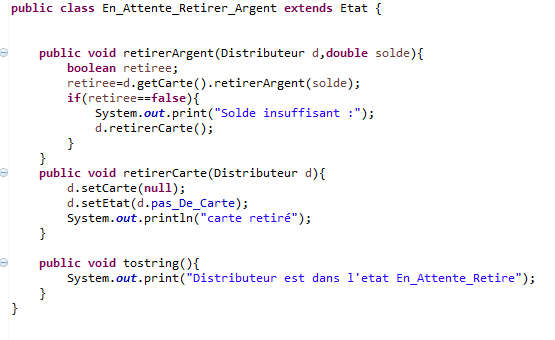 public class En_Attente_Retirer_Argent extends Etat {
public void retirerArgent(Distributeur d,double solde){
boolean retiree;
retiree=d.getCarte().retirerArgent(solde);
if(retiree==false){
System.out.print("Solde insuffisant :");
d.retirerCarte();
}
}
public void retirerCarte(Distributeur d){
d.setCarte(null);
d.setEtat(d.pas_De_Carte);
System.out.println("carte retiré");
}
public void tostring(){
System.out.print("Distributeur est dans l'etat En_Attente_Retire");
}
}